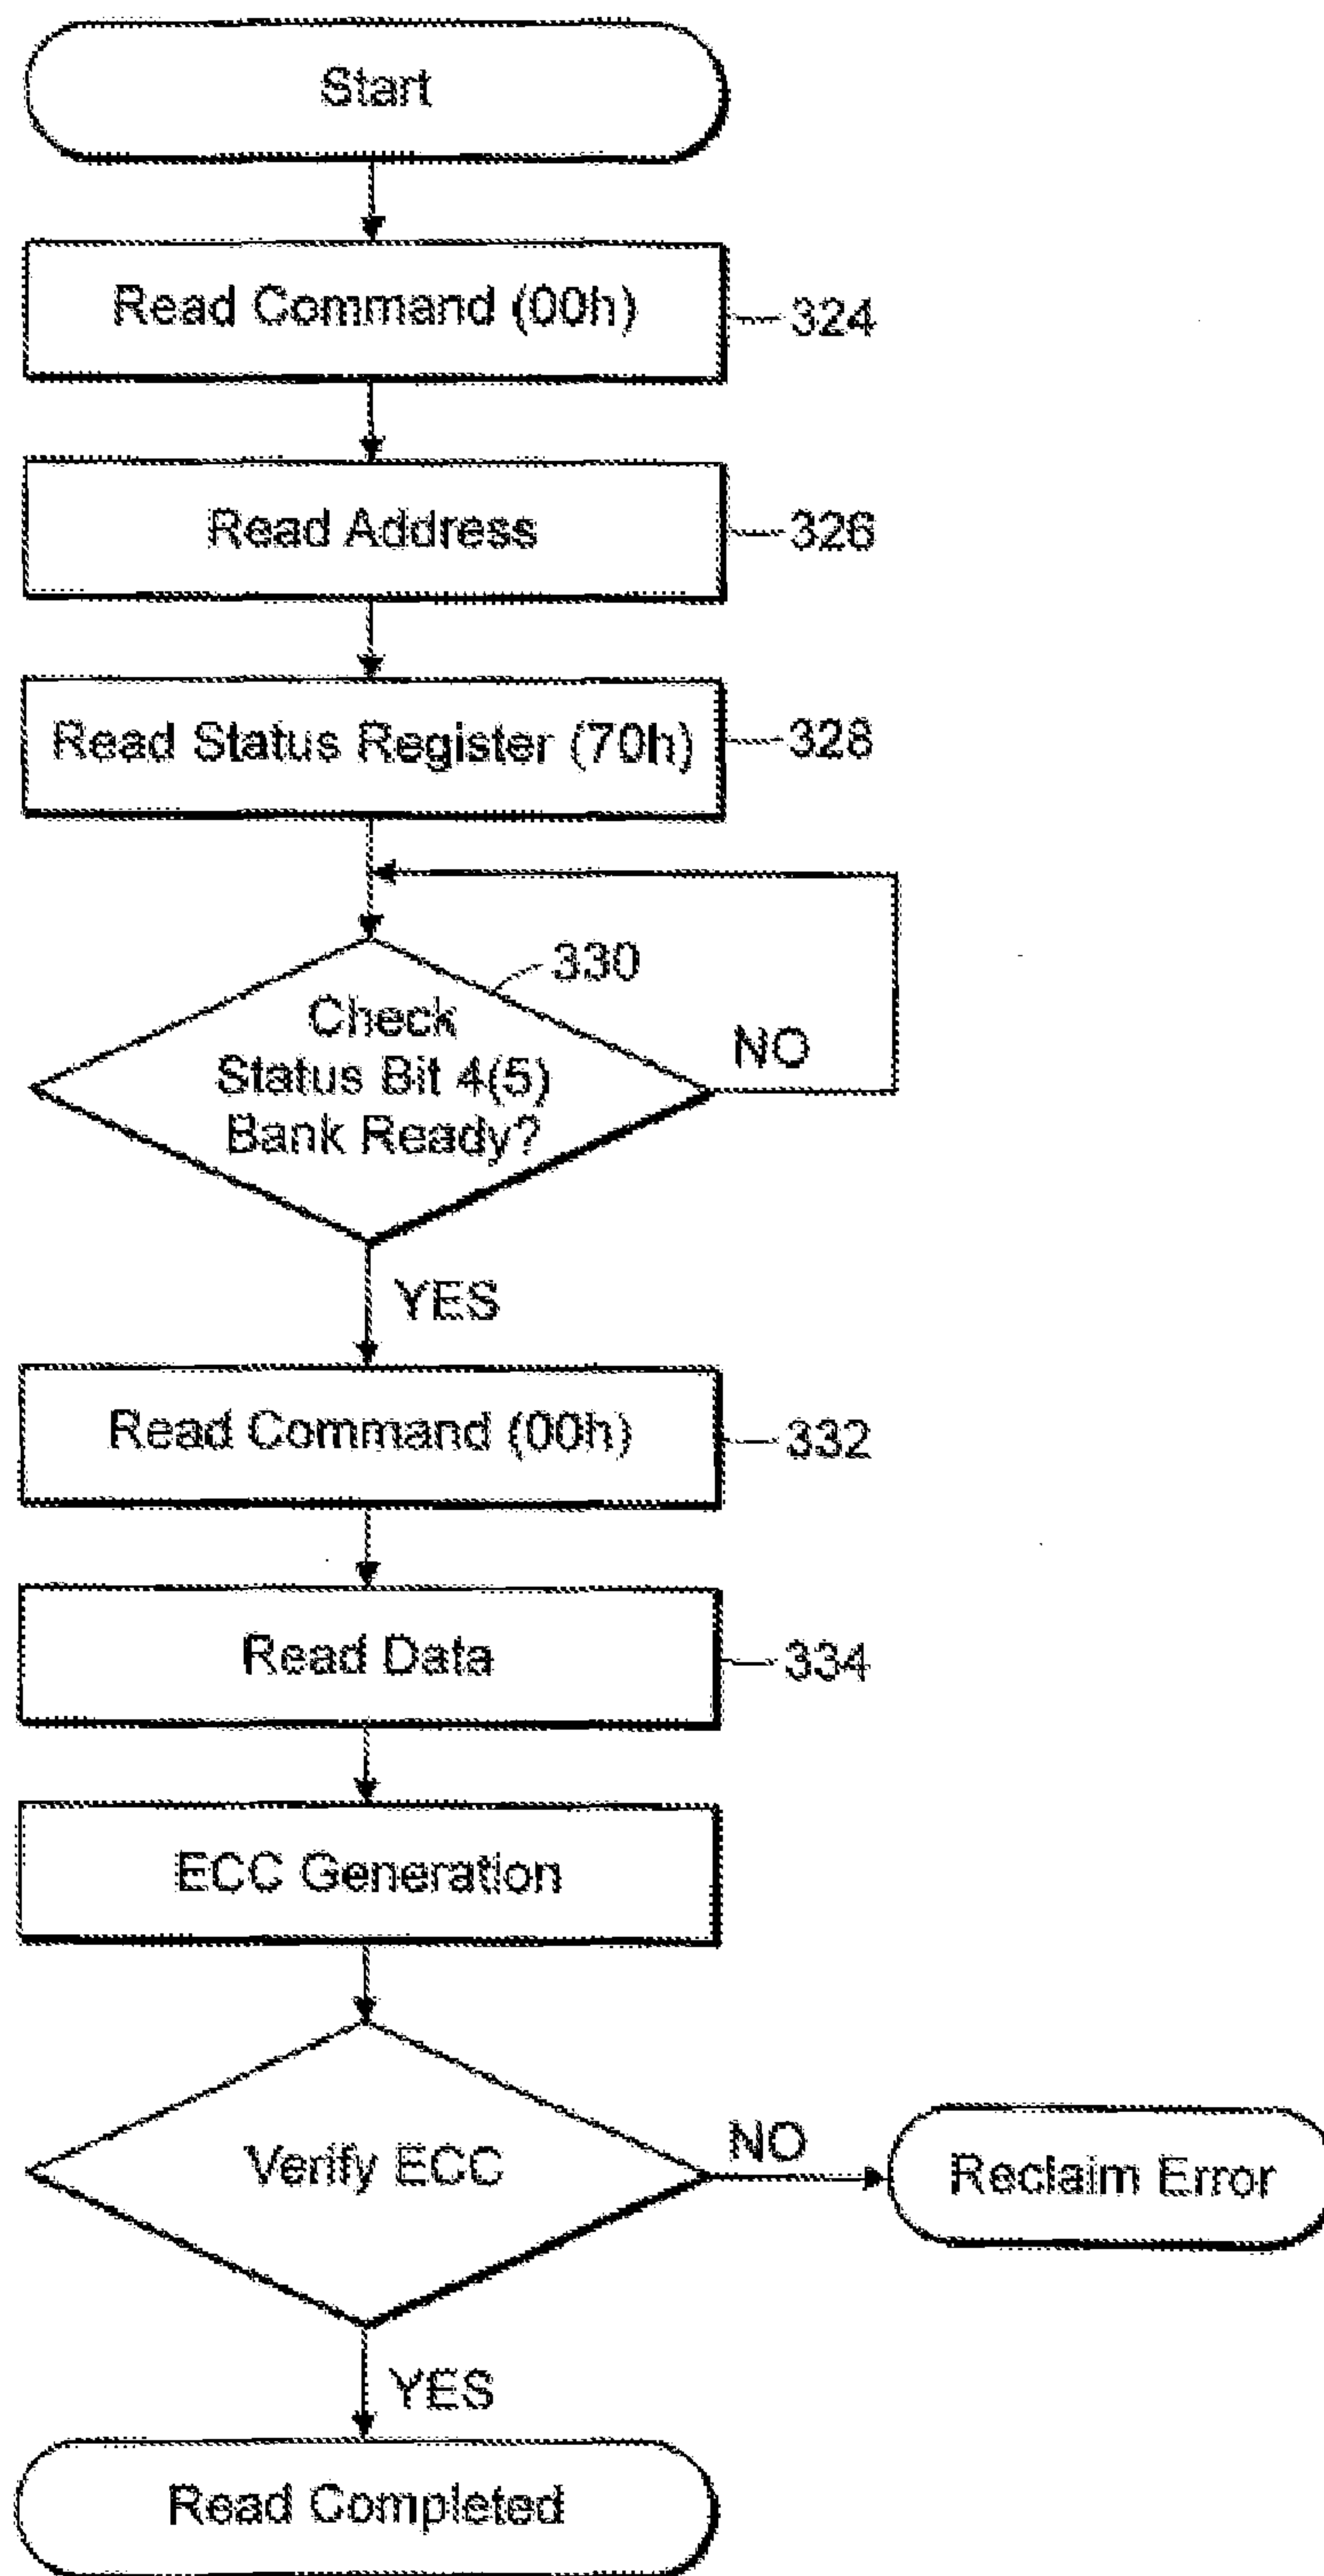 Start
Read Command (00h)
324
Read Address
326
Read Status Register (70h)
328
330
Check
Status Bit 4(5)
Bank Ready?
NO
YES
Read Command (00h)
332
Read Data
334
ECC Generation
Verify ECC
NO
Reclaim Error
YES
Read Completed